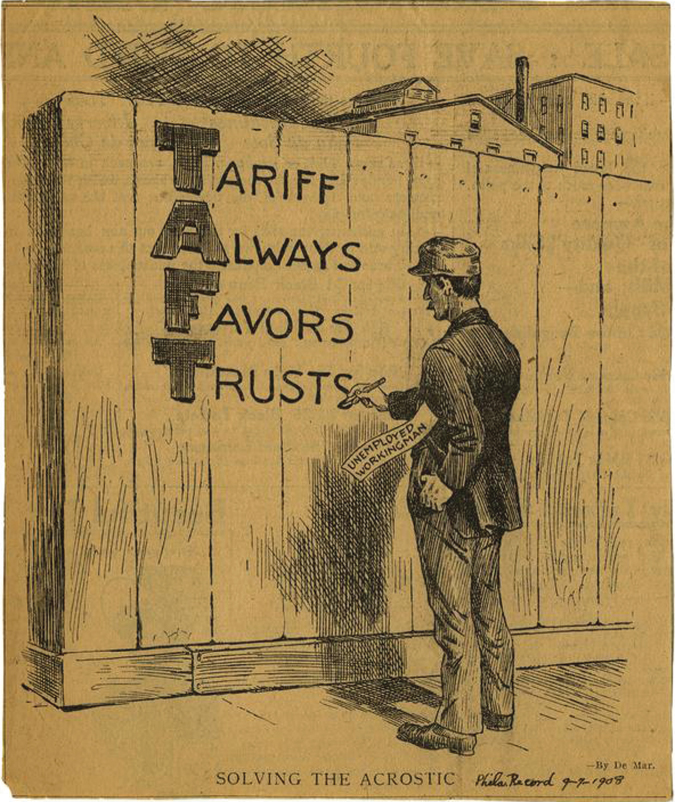 TARIFF
ALWAYS
FAVORS
TRUSTS
UNEMPLOYED
WORKINGMAN
—By De Mar.
SOLVING THE ACROSTIC Phila. Record 9-7-1908